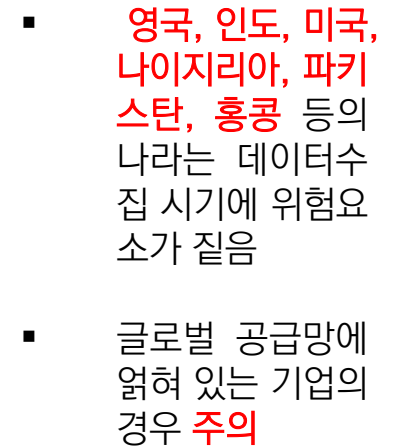 ▪ 영국, 인도, 미국,
나이지리아, 파키
스탄, 홍콩 등의
나라는 데이터수
집 시기에 위험요
소가 짙음
▪ 글로벌 공급망에
얽혀 있는 기업의
경우 주의